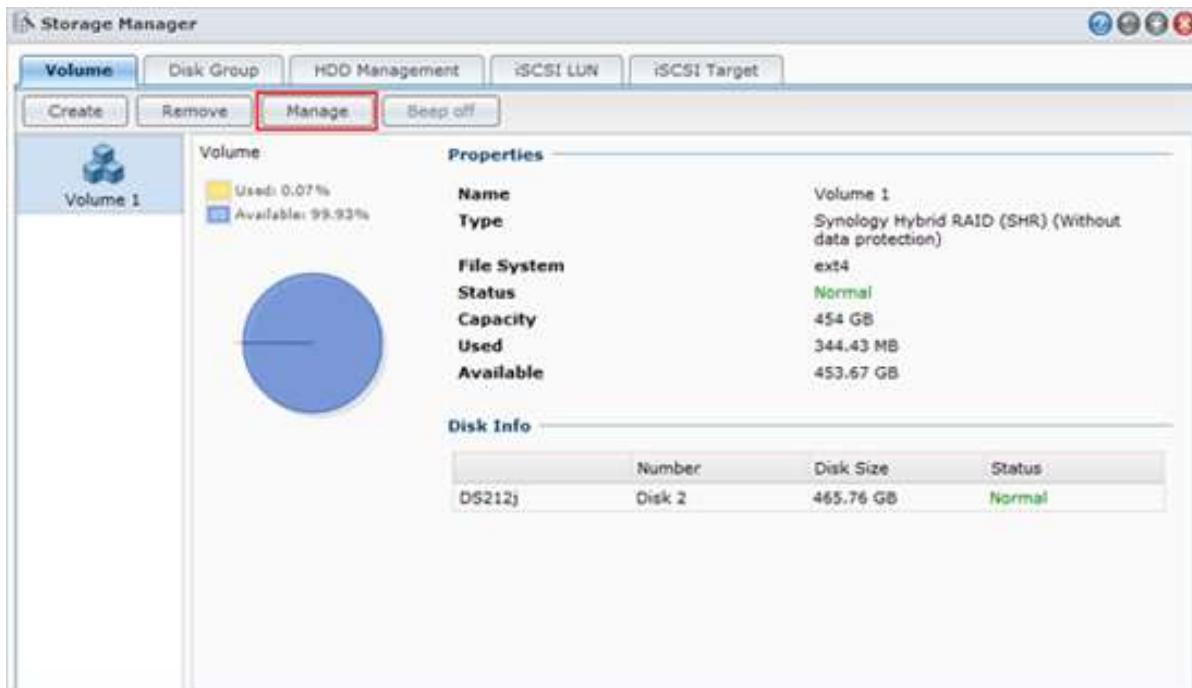 Storage Manager
Volume Disk Group HDD Management iSCSI LUN iSCSI Target
Create Remove Manage Beep off
Volume 1
Volume
Used: 0.07%
Available: 99.93%
Properties
Name Volume 1
Type Synology Hybrid RAID (SHR) (Without
data protection)
File System ext4
Status Normal
Capacity 454 GB
Used 344.43 MB
Available 453.67 GB
Disk Info
Number Disk Size Status
DS212j Disk 2 465.76 GB Normal